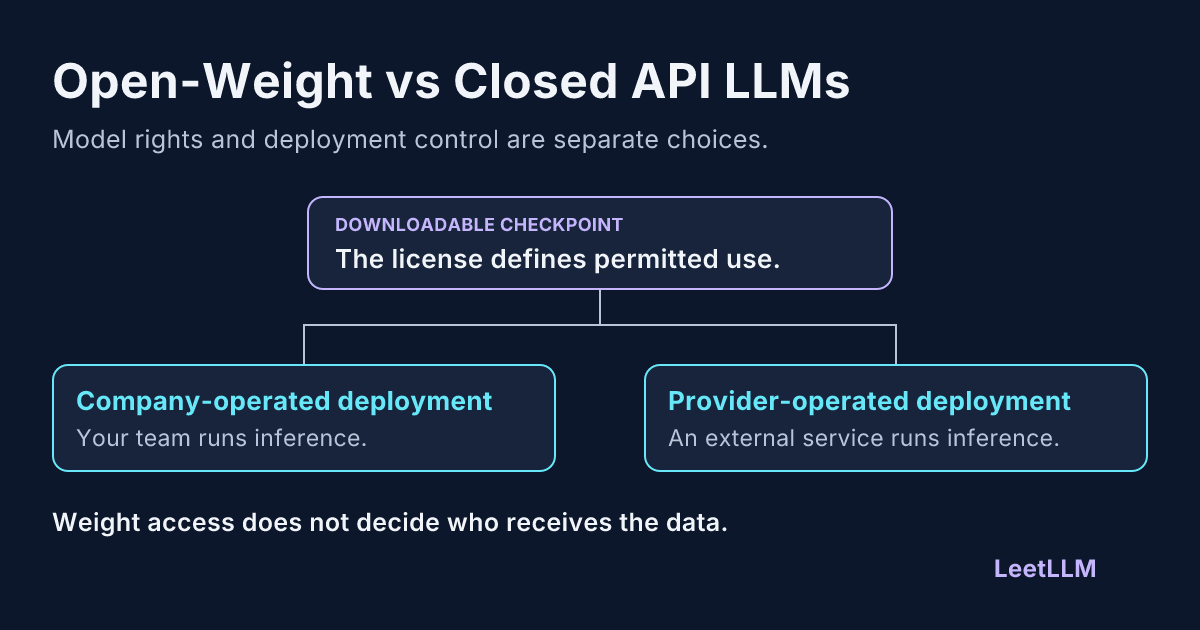 Open-Weight vs Closed API LLMs
Model rights and deployment control are separate choices.
DOWNLOADABLE CHECKPOINT
The license defines permitted use.
Company-operated deployment
Your team runs inference.
Provider-operated deployment
An external service runs inference.
Weight access does not decide who receives the data.
LeetLLM